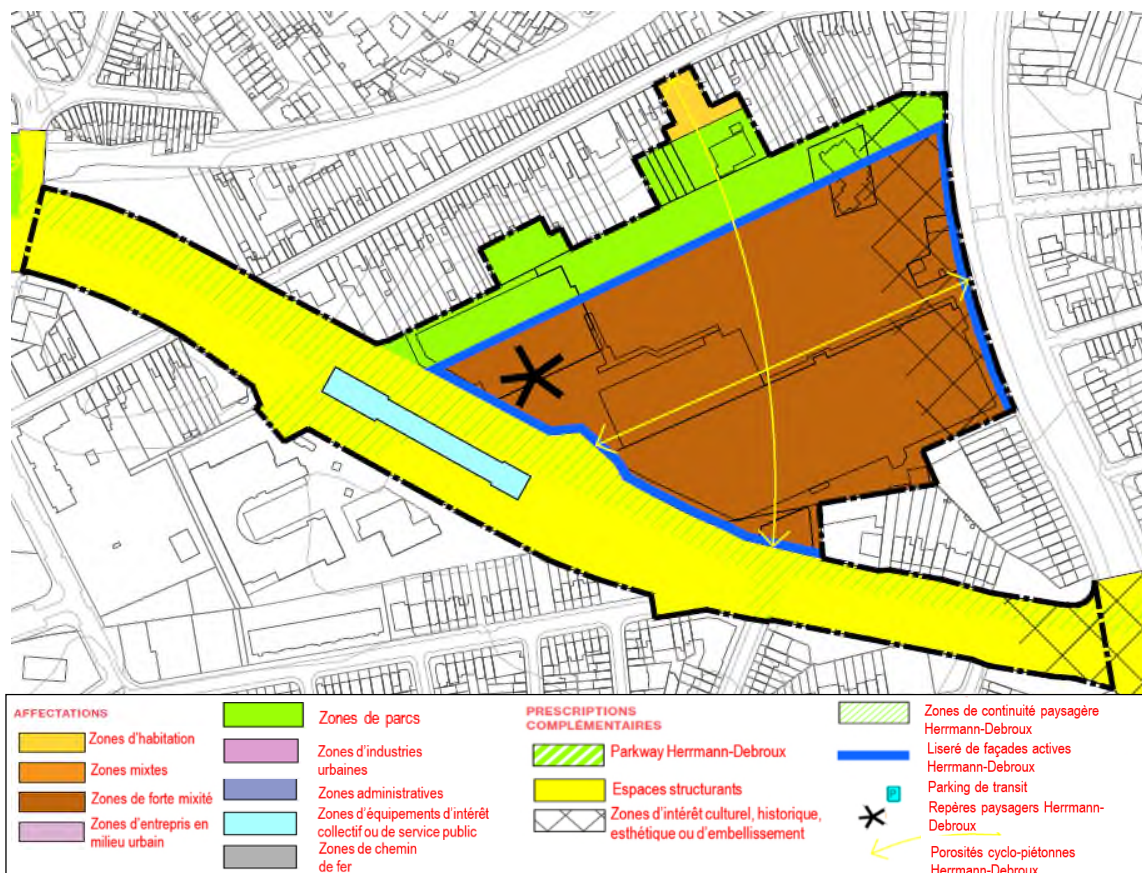 AFFECTATIONS
Zones d'habitation
Zones mixtes
Zones de forte mixité
Zones d'entrepris en
milieu urbain
Zones de parcs
Zones d'industries
urbaines
Zones administratives
Zones d'équipements d'intérêt
collectif ou de service public
Zones de chemin
de fer
PRESCRIPTIONS
COMPLÉMENTAIRES
Parkway Herrmann-Debroux
Espaces structurants
Zones d'intérêt culturel, historique,
esthétique ou d'embellissement
Zones de continuité paysagère
Herrmann-Debroux
Liseré de façades actives
Herrmann-Debroux
P
Parking de transit
Repères paysagers Herrmann-
Debroux
Porosités cyclo-piétonnes
Herrmann-Debroux